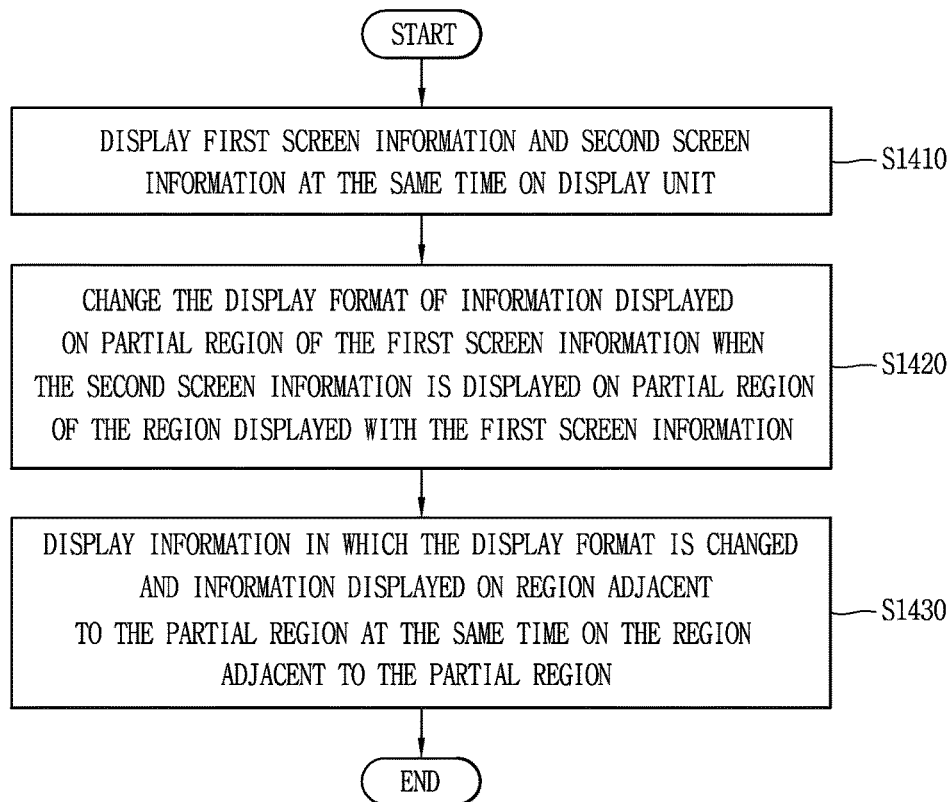 START
DISPLAY FIRST SCREEN INFORMATION AND SECOND SCREEN
INFORMATION AT THE SAME TIME ON DISPLAY UNIT
S1410
CHANGE THE DISPLAY FORMAT OF INFORMATION DISPLAYED
ON PARTIAL REGION OF THE FIRST SCREEN INFORMATION WHEN
THE SECOND SCREEN INFORMATION IS DISPLAYED ON PARTIAL REGION
OF THE REGION DISPLAYED WITH THE FIRST SCREEN INFORMATION
S1420
DISPLAY INFORMATION IN WHICH THE DISPLAY FORMAT IS CHANGED
AND INFORMATION DISPLAYED ON REGION ADJACENT
TO THE PARTIAL REGION AT THE SAME TIME ON THE REGION
ADJACENT TO THE PARTIAL REGION
S1430
END